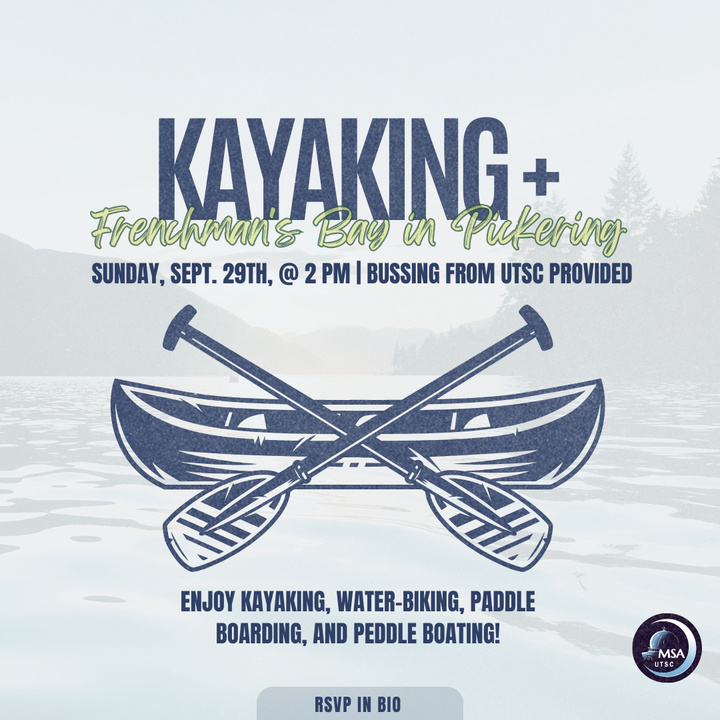 KAYAKING +
Frenchman's Bay in Pickering
SUNDAY, SEPT. 29TH, @ 2 PM | BUSSING FROM UTSC PROVIDED
ENJOY KAYAKING, WATER-BIKING, PADDLE
BOARDING, AND PEDDLE BOATING!
MSA
UTSC
RSVP IN BIO